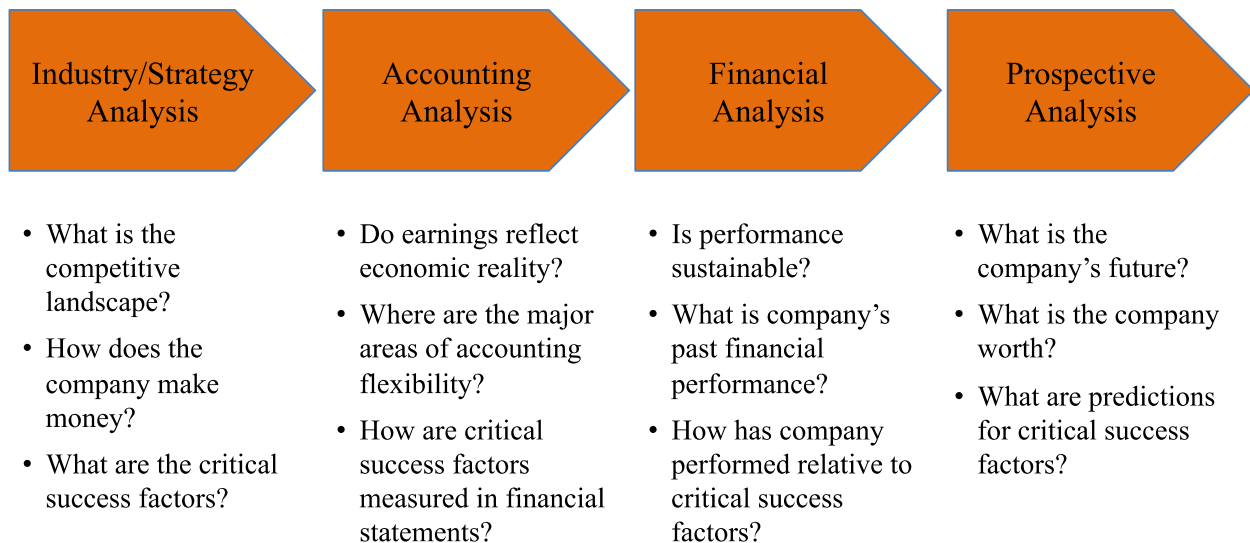 Industry/Strategy
Analysis
Accounting
Analysis
Financial
Analysis
Prospective
Analysis
• What is the
competitive
landscape?
• How does the
company make
money?
• What are the critical
success factors?
• Do earnings reflect
economic reality?
• Where are the major
areas of accounting
flexibility?
• How are critical
success factors
measured in financial
statements?
• Is performance
sustainable?
• What is company’s
past financial
performance?
• How has company
performed relative to
critical success
factors?
• What is the
company’s future?
• What is the company
worth?
• What are predictions
for critical success
factors?